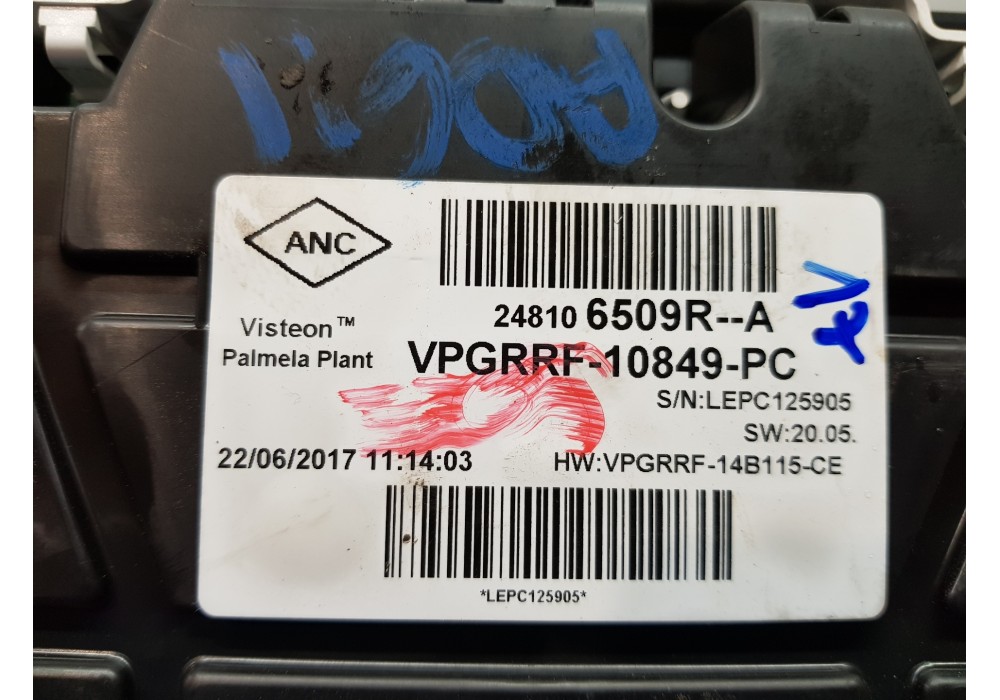 ANC
24810 6509R--A
Visteon™
Palmela Plant
VPGRRF-10849-PC
S/N:LEPC125905
SW:20.05.
22/06/2017 11:14:03
HW:VPGRRF-14B115-CE
*LEPC125905*